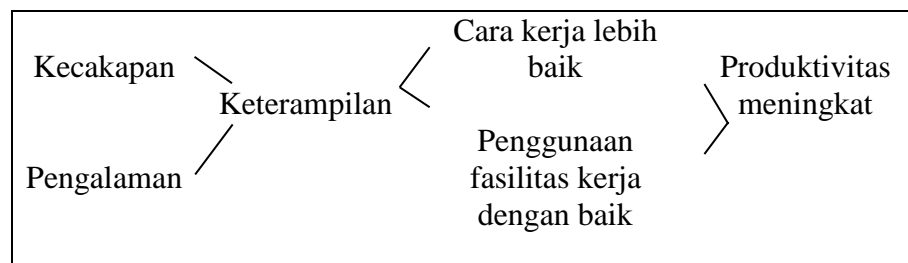 Kecakapan
Pengalaman
Keterampilan
Cara kerja lebih
baik
Penggunaan
fasilitas kerja
dengan baik
Produktivitas
meningkat